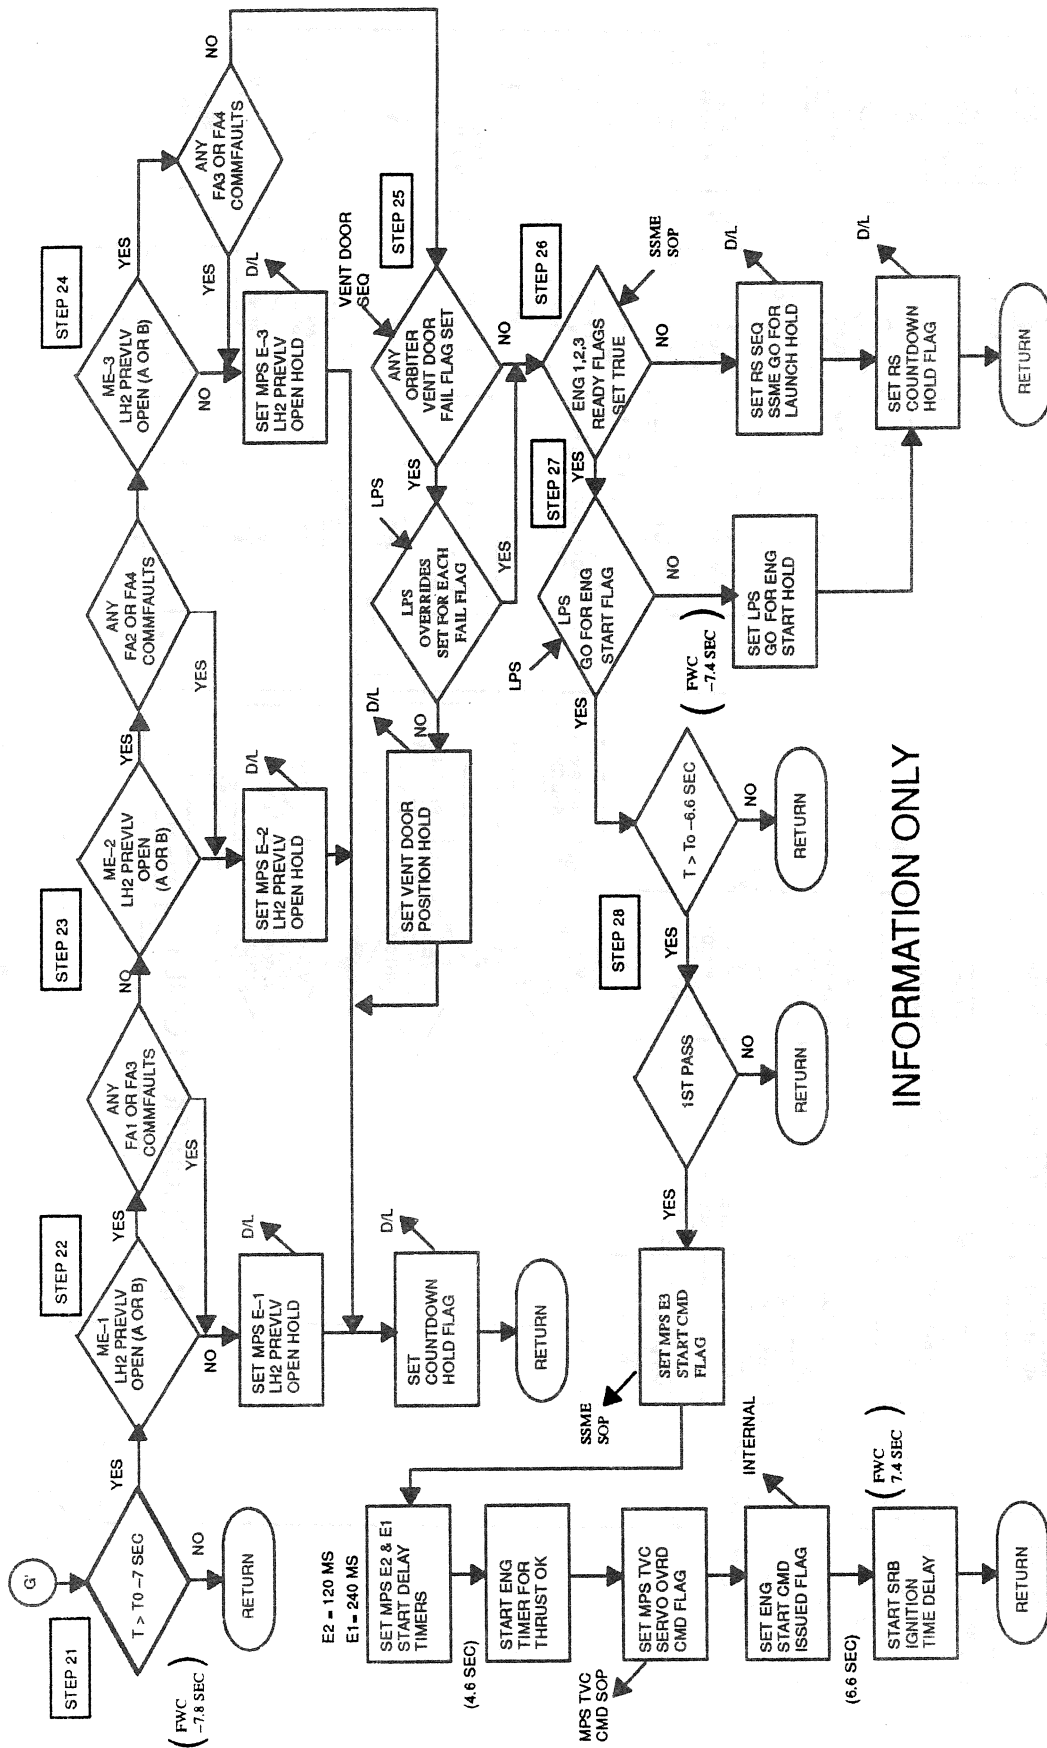 G'
STEP 21
T > T0 -7 SEC
(FWC
-7.8 SEC)
YES
NO
RETURN
STEP 22
ME-1
LH2 PREVLV
OPEN (A OR B)
YES
NO
ANY
FA1 OR FA3
COMMFAULTS
NO
YES
SET MPS E-1
LH2 PREVLV
OPEN HOLD
D/L
SET
COUNTDOWN
HOLD FLAG
D/L
RETURN
STEP 23
ME-2
LH2 PREVLV
OPEN
(A OR B)
YES
ANY
FA2 OR FA4
COMMFAULTS
YES
SET MPS E-2
LH2 PREVLV
OPEN HOLD
D/L
STEP 24
ME-3
LH2 PREVLV
OPEN (A OR B)
YES
NO
ANY
FA3 OR FA4
COMMFAULTS
NO
YES
SET MPS E-3
LH2 PREVLV
OPEN HOLD
D/L
STEP 25
VENT DOOR
SEQ
ANY
ORBITER
VENT DOOR
FAIL FLAG SET
NO
YES
LPS
LPS
OVERRIDES
SET FOR EACH
FAIL FLAG
YES
NO
D/L
SET VENT DOOR
POSITION HOLD
STEP 26
SSME
SOP
ENG 1,2,3
READY FLAGS
SET TRUE
NO
YES
SET RS SEQ
SSME GO FOR
LAUNCH HOLD
D/L
SET RS
COUNTDOWN
HOLD FLAG
D/L
RETURN
STEP 27
LPS
LPS
GO FOR ENG
START FLAG
NO
YES
SET LPS
GO FOR ENG
START HOLD
(FWC
-7.4 SEC)
T > To -6.6 SEC
NO
RETURN
YES
STEP 28
1ST PASS
NO
RETURN
YES
SET MPS E3
START CMD
FLAG
SSME
SOP
E2 = 120 MS
E1= 240 MS
SET MPS E2 & E1
START DELAY
TIMERS
(4.6 SEC)
START ENG
TIMER FOR
THRUST OK
SET MPS TVC
SERVO OVRD
CMD FLAG
MPS TVC
CMD SOP
SET ENG
START CMD
ISSUED FLAG
INTERNAL
(6.6 SEC)
START SRB
IGNITION
TIME DELAY
(FWC
7.4 SEC)
RETURN
INFORMATION ONLY